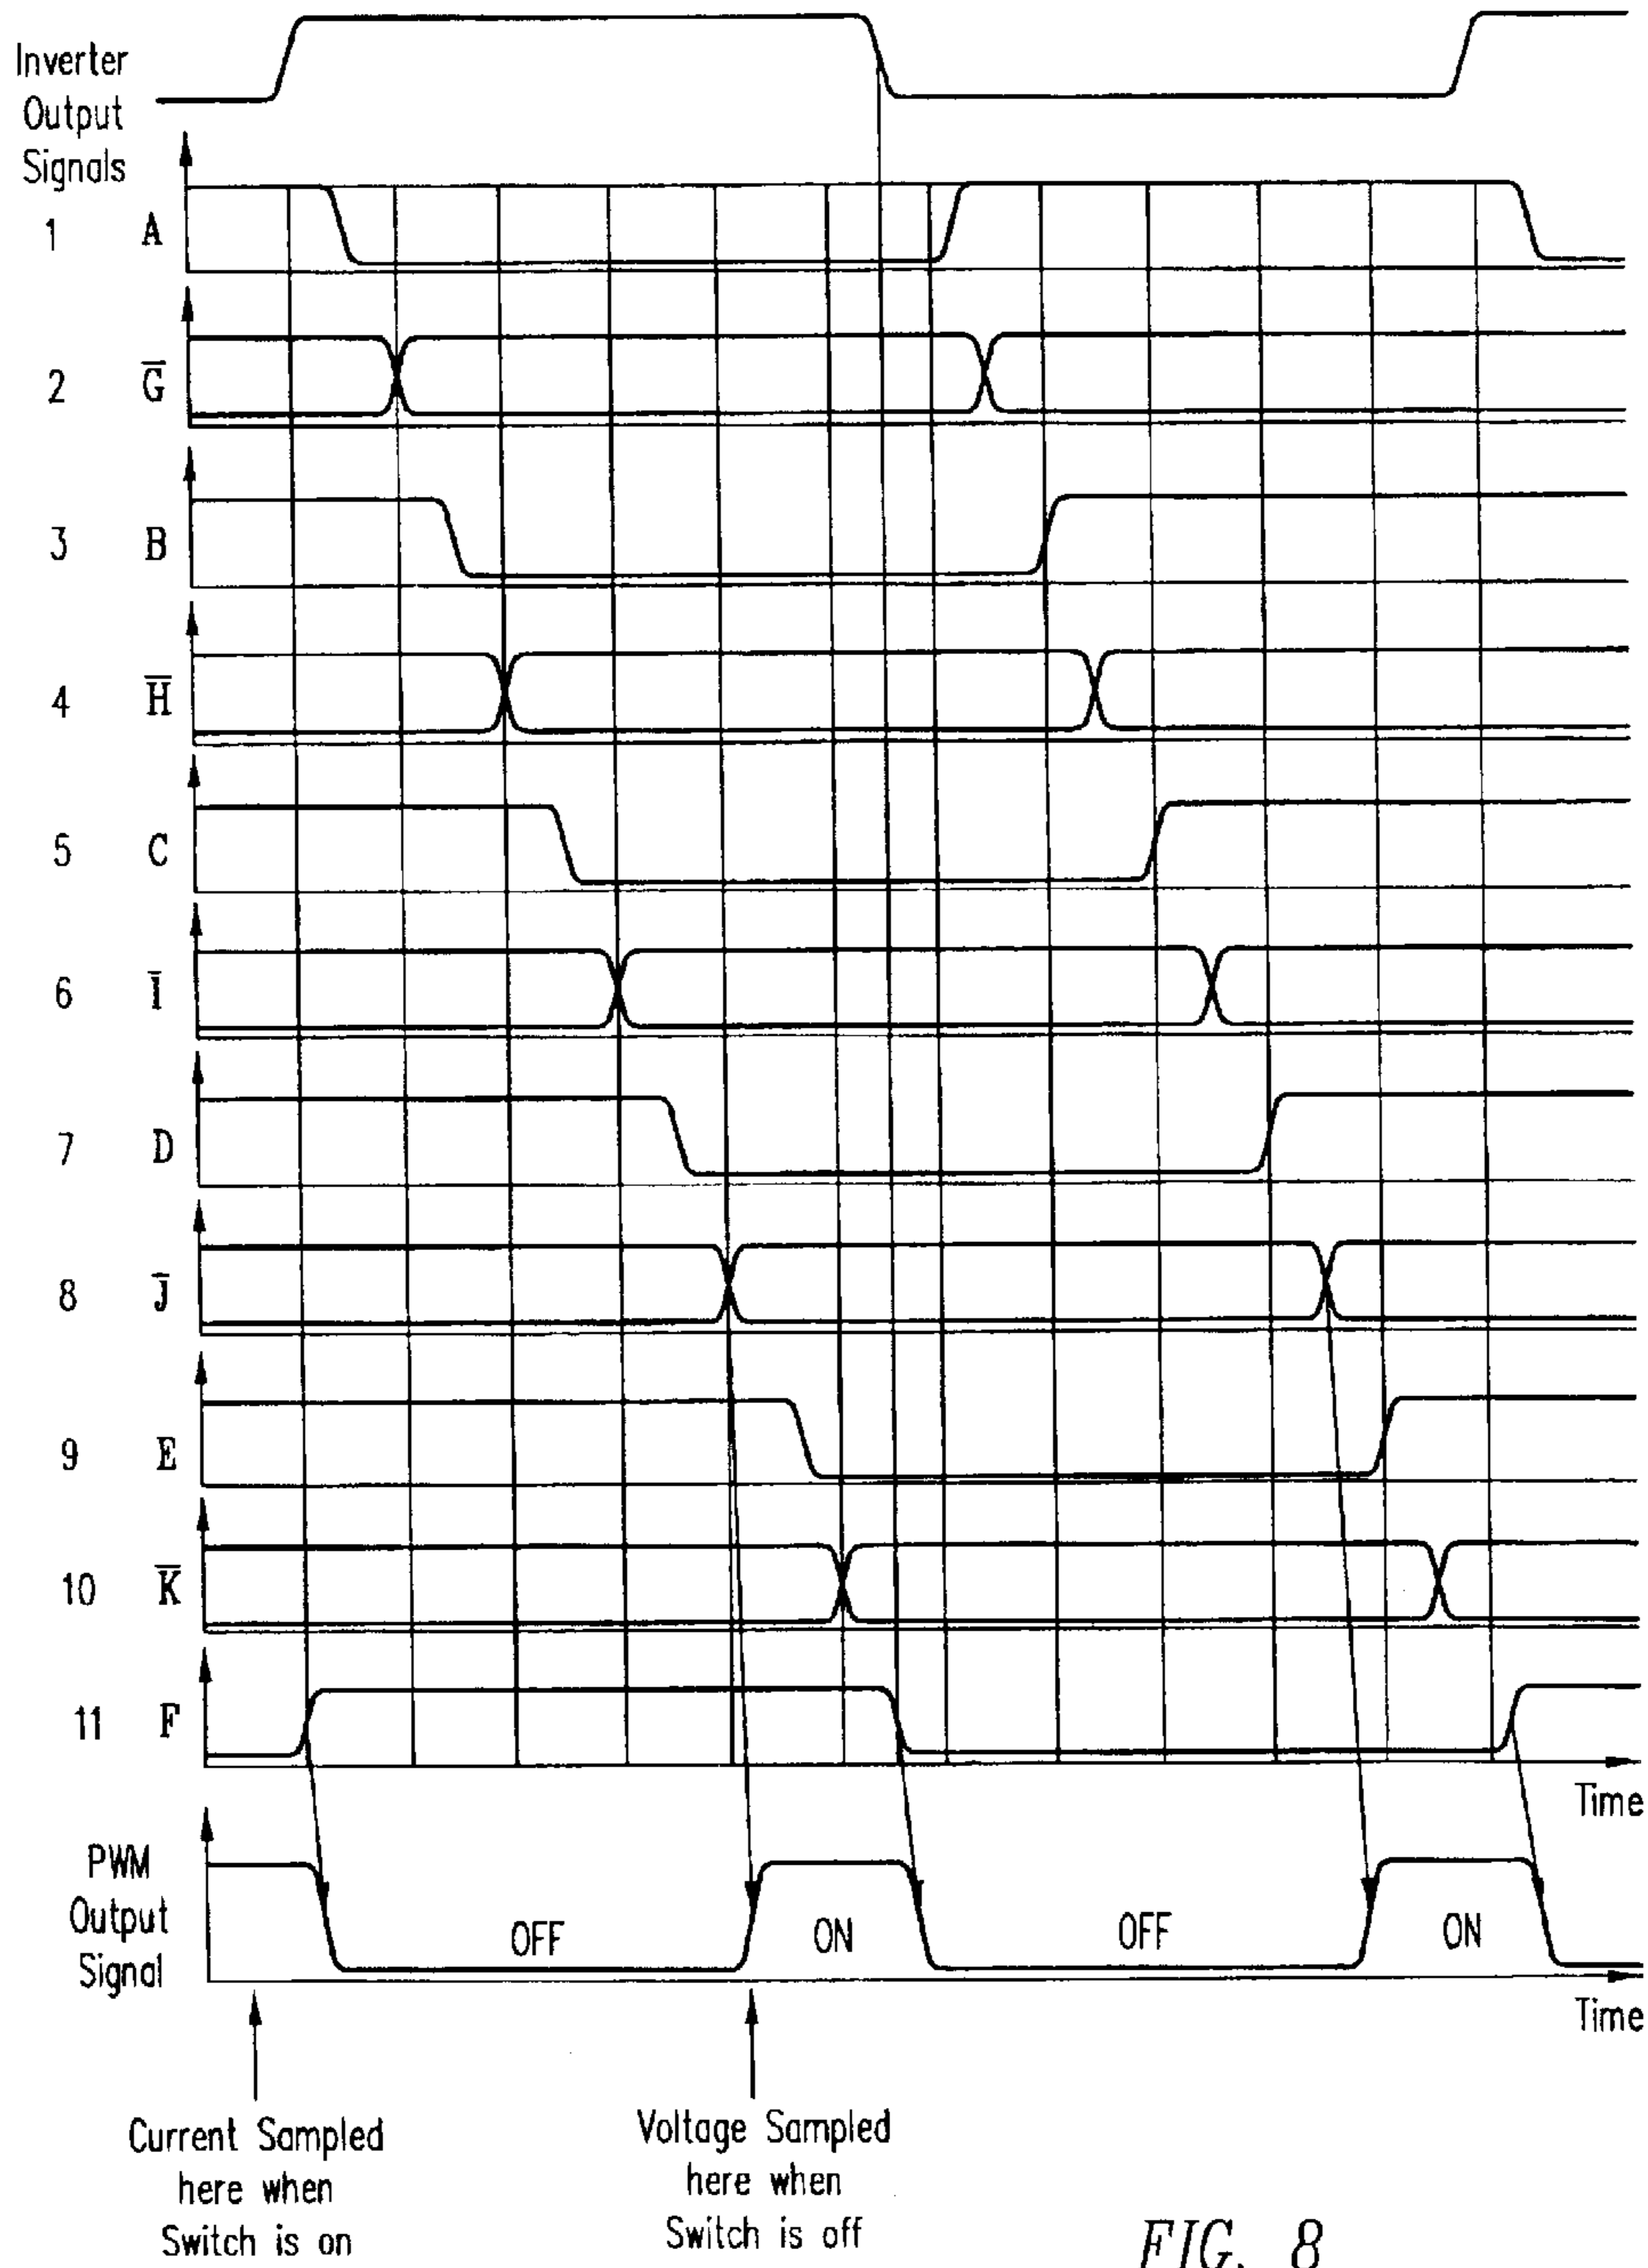 Inverter
Output
Signals
1 A
2 G̅
3 B
4 H̅
5 C
6 I̅
7 D
8 J̅
9 E
10 K̅
11 F
Time
PWM
Output
Signal
OFF ON OFF ON
Time
Current Sampled
here when
Switch is on
Voltage Sampled
here when
Switch is off
FIG. 8